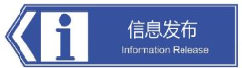 信息发布
Information Release